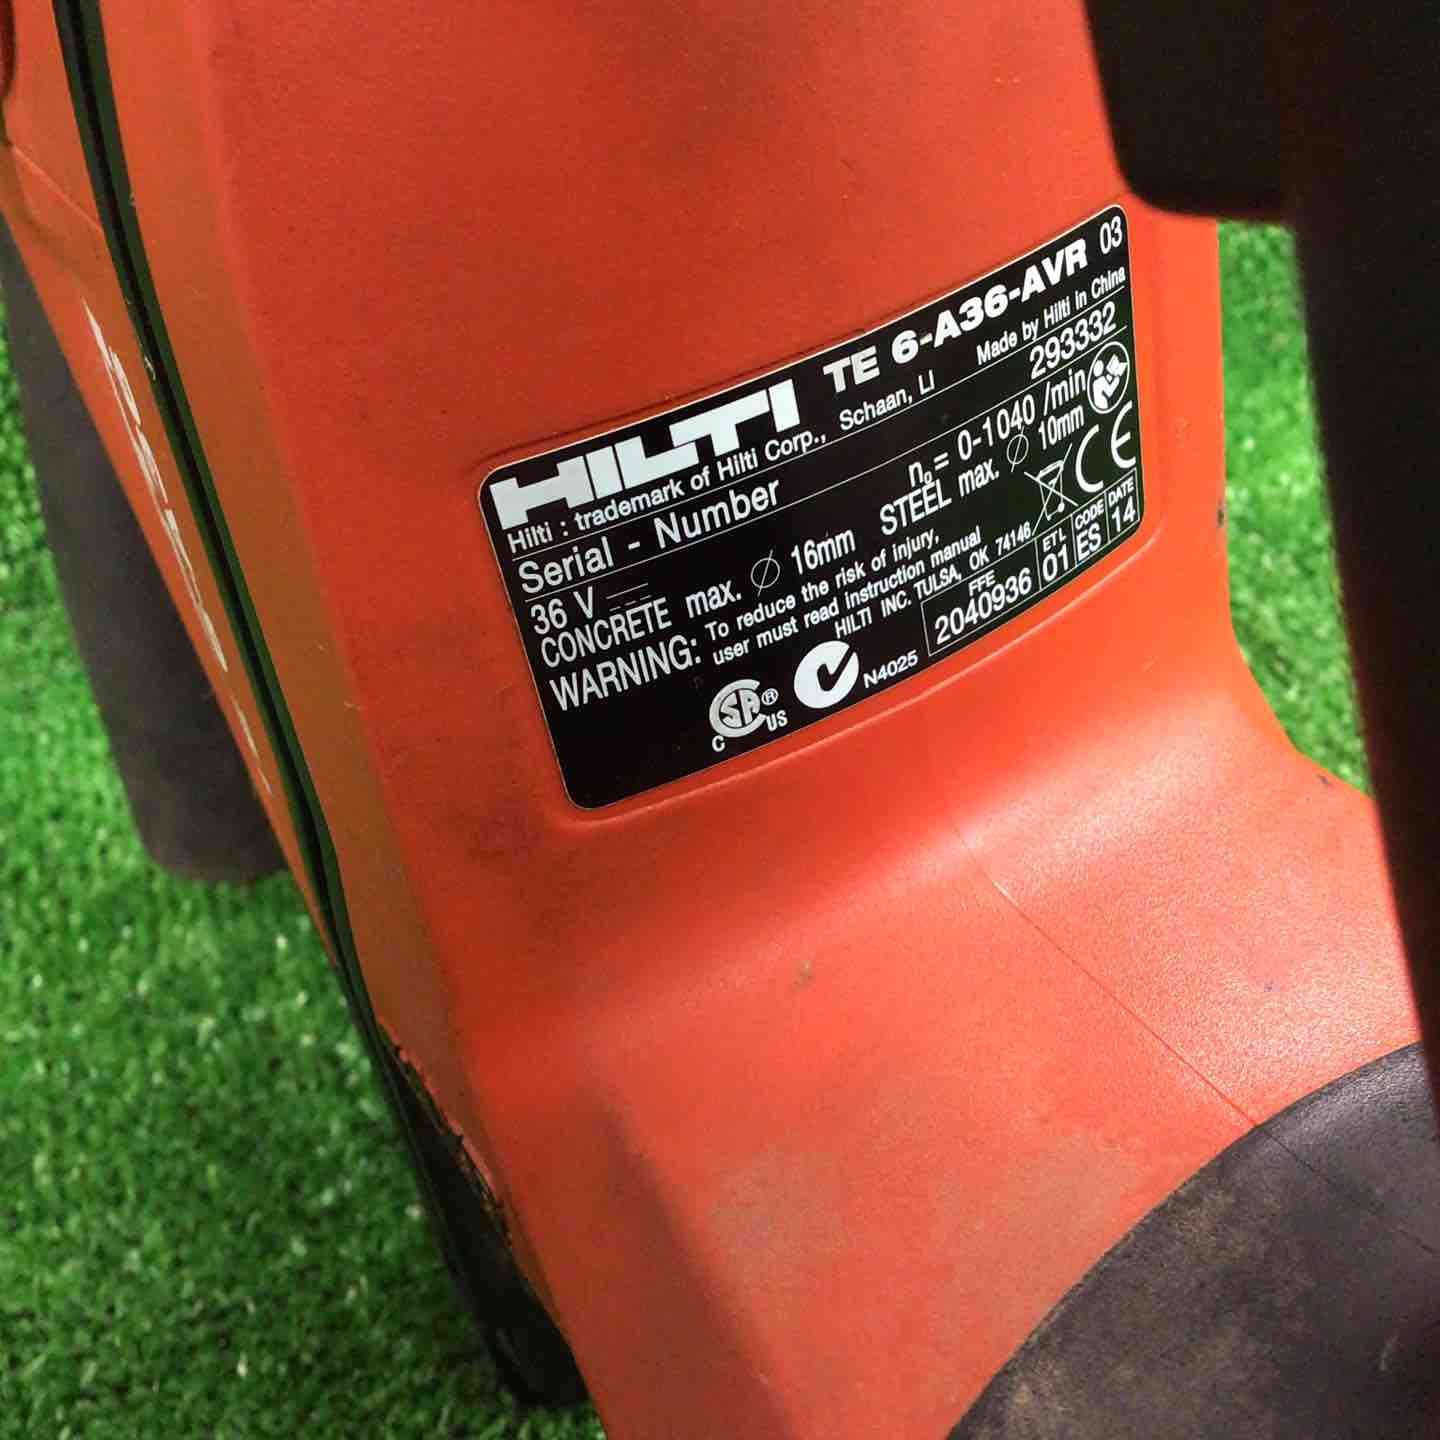 HILTI TE 6-A36-AVR 03
Hilti : trademark of Hilti Corp., Schaan, LI Made by Hilti in China
Serial - Number 293332
36 V n₀ = 0-1040 /min
CONCRETE max. ⌀ 16mm STEEL max. ⌀ 10mm
WARNING: To reduce the risk of injury,
user must read instruction manual
HILTI INC. TULSA, OK 74146
CE
C CSA ® US
N4025
FFE ETL CODE DATE
2040936 01 ES 14